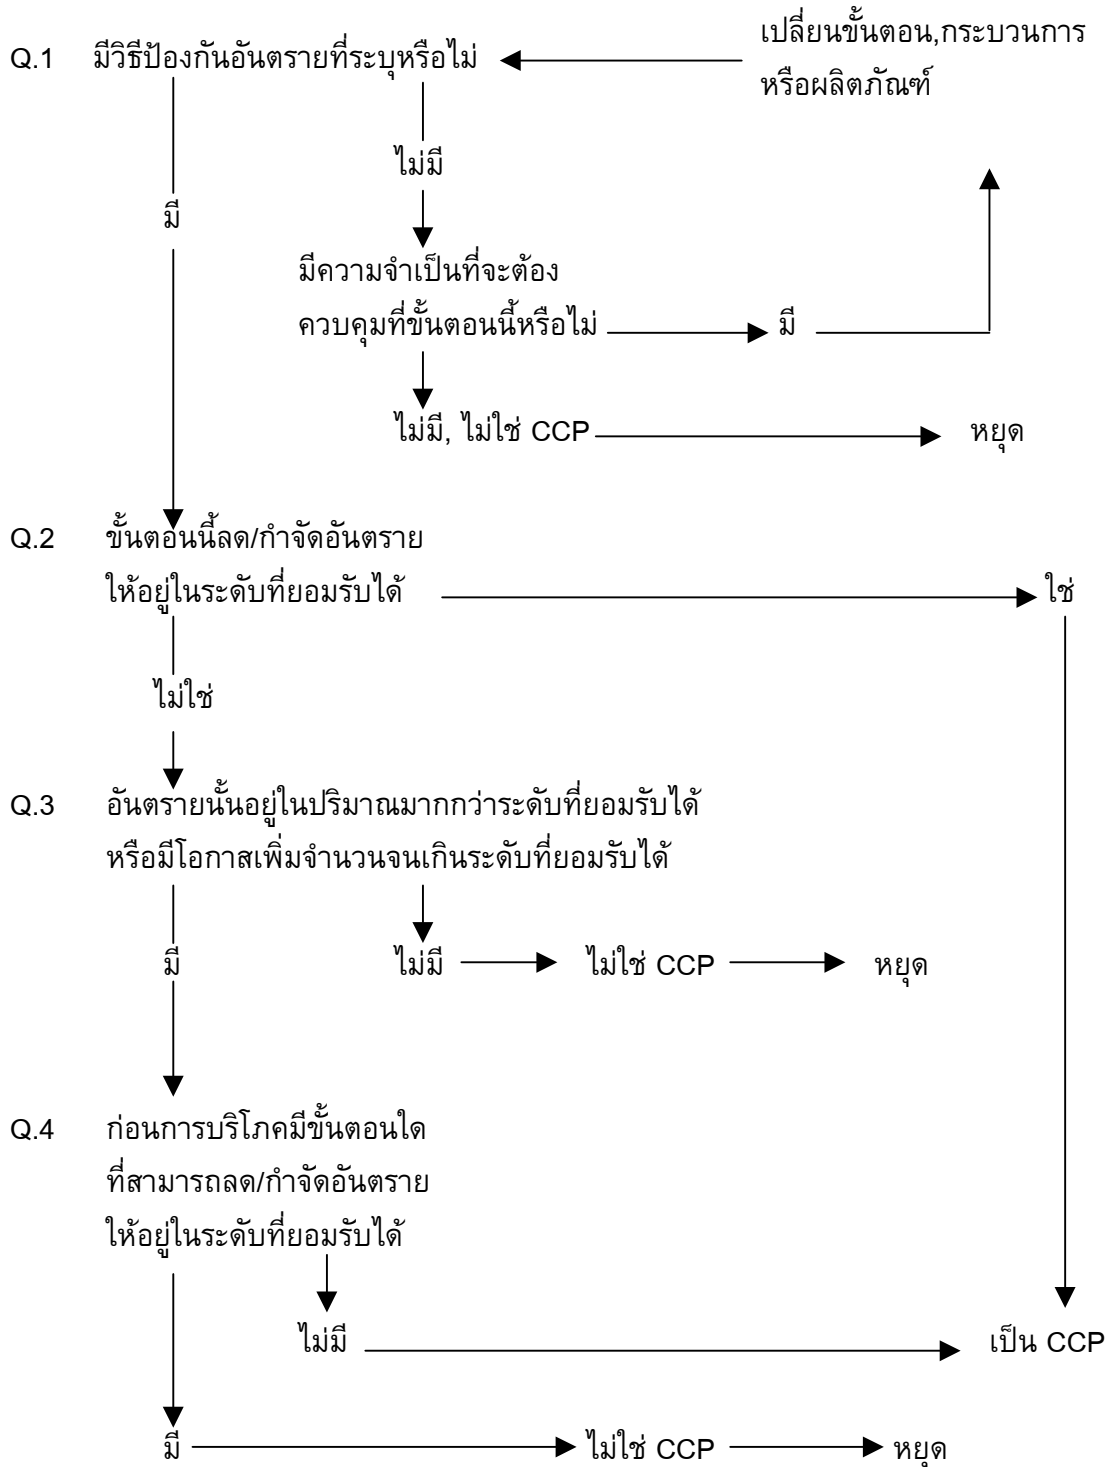 เปลี่ยนขั้นตอน,กระบวนการ
หรือผลิตภัณฑ์
Q.1 มีวิธีป้องกันอันตรายที่ระบุหรือไม่
ไม่มี
มี
มีความจำเป็นที่จะต้อง
ควบคุมที่ขั้นตอนนี้หรือไม่ มี
ไม่มี, ไม่ใช่ CCP หยุด
Q.2 ขั้นตอนนี้ลด/กำจัดอันตราย
ให้อยู่ในระดับที่ยอมรับได้ ใช่
ไม่ใช่
Q.3 อันตรายนั้นอยู่ในปริมาณมากกว่าระดับที่ยอมรับได้
หรือมีโอกาสเพิ่มจำนวนจนเกินระดับที่ยอมรับได้
มี ไม่มี ไม่ใช่ CCP หยุด
Q.4 ก่อนการบริโภคมีขั้นตอนใด
ที่สามารถลด/กำจัดอันตราย
ให้อยู่ในระดับที่ยอมรับได้
ไม่มี เป็น CCP
มี ไม่ใช่ CCP หยุด